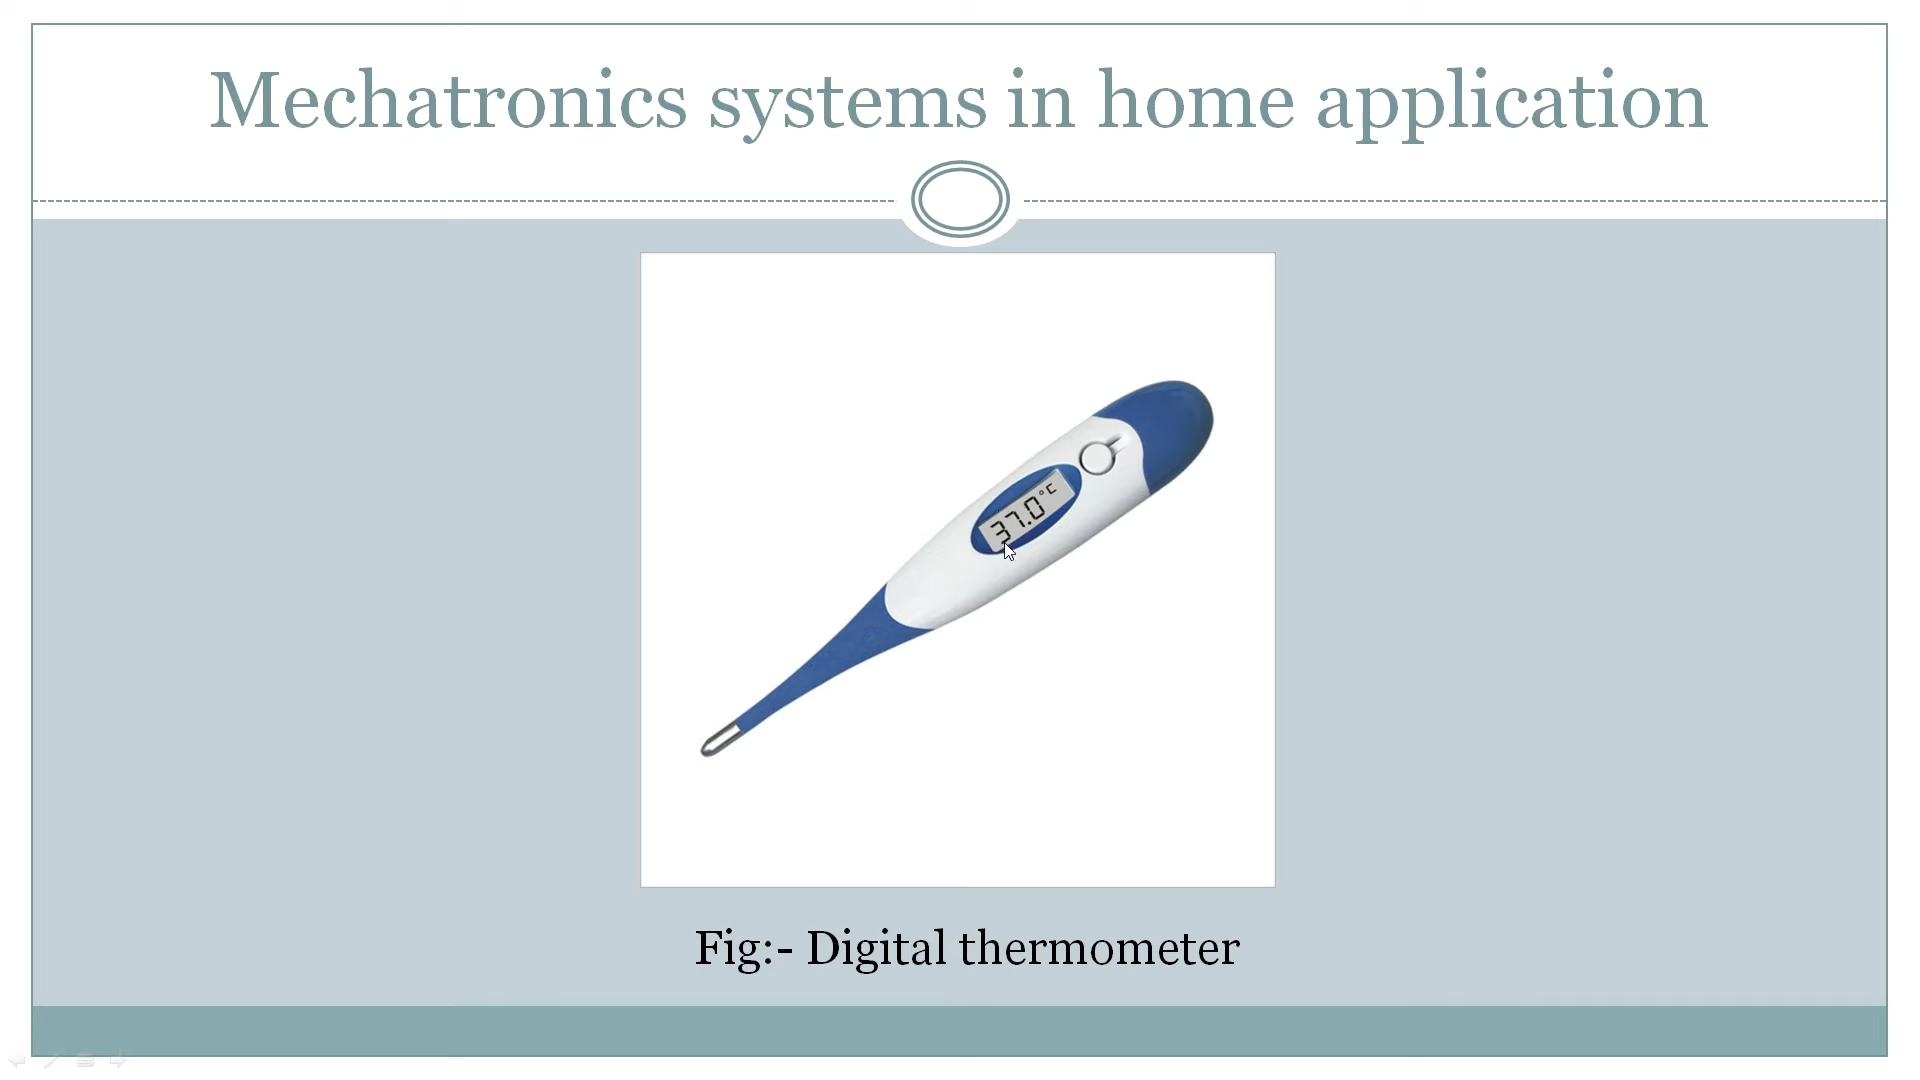 Mechatronics systems in home application
37.0°C
Fig:- Digital thermometer